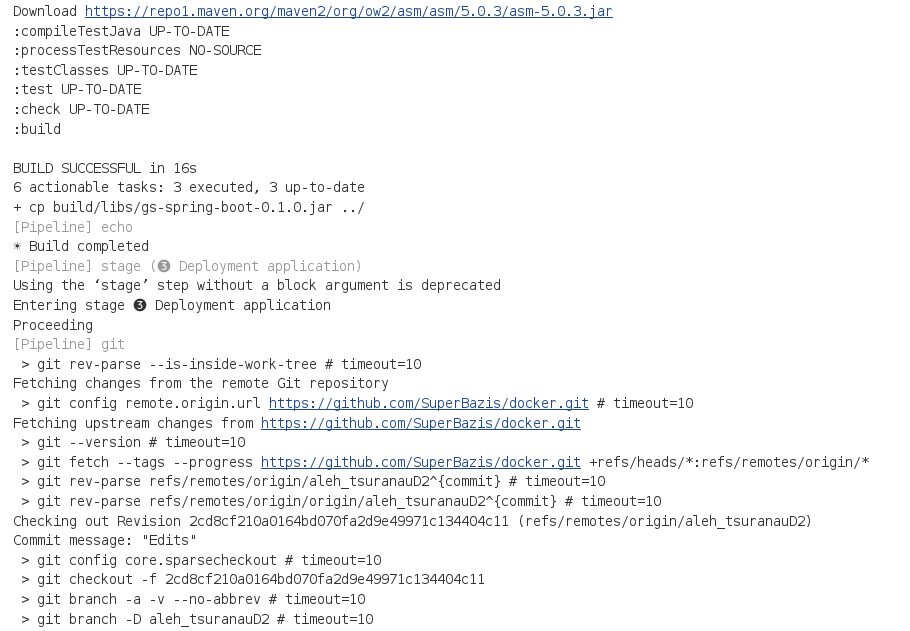 Download https://repo1.maven.org/maven2/org/ow2/asm/asm/5.0.3/asm-5.0.3.jar
:compileTestJava UP-TO-DATE
:processTestResources NO-SOURCE
:testClasses UP-TO-DATE
:test UP-TO-DATE
:check UP-TO-DATE
:build
BUILD SUCCESSFUL in 16s
6 actionable tasks: 3 executed, 3 up-to-date
+ cp build/libs/gs-spring-boot-0.1.0.jar ../
[Pipeline] echo
☀ Build completed
[Pipeline] stage (❸ Deployment application)
Using the ‘stage’ step without a block argument is deprecated
Entering stage ❸ Deployment application
Proceeding
[Pipeline] git
> git rev-parse --is-inside-work-tree # timeout=10
Fetching changes from the remote Git repository
> git config remote.origin.url https://github.com/SuperBazis/docker.git # timeout=10
Fetching upstream changes from https://github.com/SuperBazis/docker.git
> git --version # timeout=10
> git fetch --tags --progress https://github.com/SuperBazis/docker.git +refs/heads/*:refs/remotes/origin/*
> git rev-parse refs/remotes/origin/aleh_tsuranauD2^{commit} # timeout=10
> git rev-parse refs/remotes/origin/origin/aleh_tsuranauD2^{commit} # timeout=10
Checking out Revision 2cd8cf210a0164bd070fa2d9e49971c134404c11 (refs/remotes/origin/aleh_tsuranauD2)
Commit message: "Edits"
> git config core.sparsecheckout # timeout=10
> git checkout -f 2cd8cf210a0164bd070fa2d9e49971c134404c11
> git branch -a -v --no-abbrev # timeout=10
> git branch -D aleh_tsuranauD2 # timeout=10